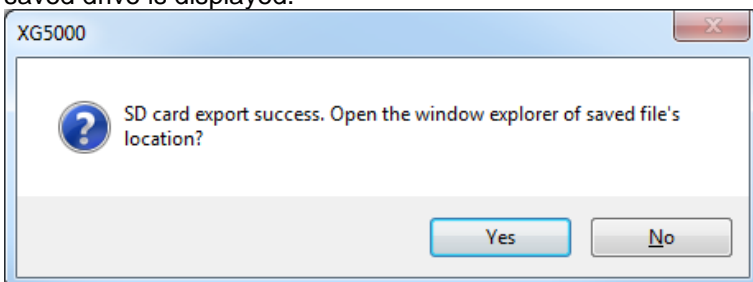 saved drive is displayed.
XG5000
SD card export success. Open the window explorer of saved file's
location?
Yes
No